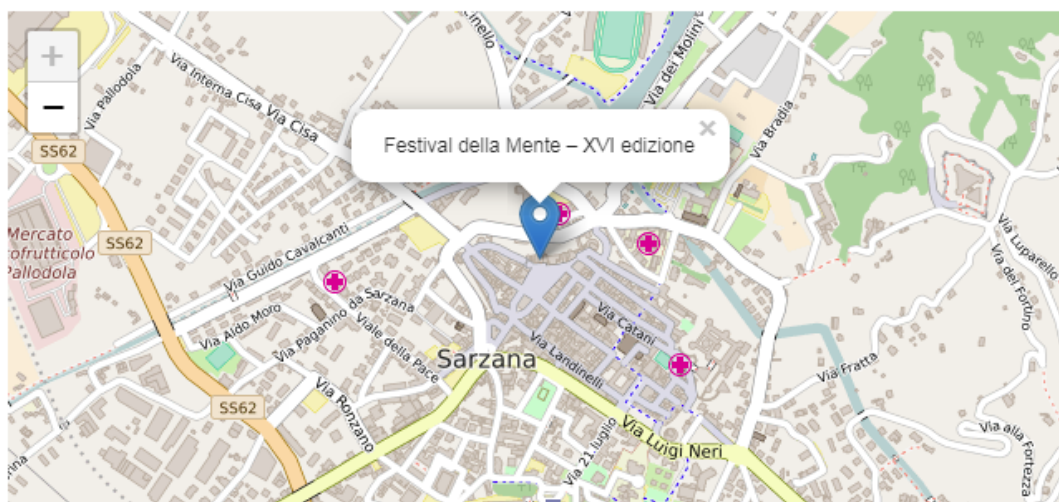 cinello
Via dei Molini
+
−
Via Pallodola
Via Interna Cisa Via Cisa
Via Bradia
Festival della Mente – XVI edizione
×
SS62
Mercato
ofrutticolo
Pallodola
SS62
Via Guido Cavalcanti
Via Luparello
Via del Fortino
Via Aldo Moro
Via Paganino da Sarzana
Viale della Pace
Via Catani
Via Landinelli
Sarzana
Via Fratta
SS62
Via Ronzano
Via 21 luglio
Via Luigi Neri
Via alla Fortezza
rina